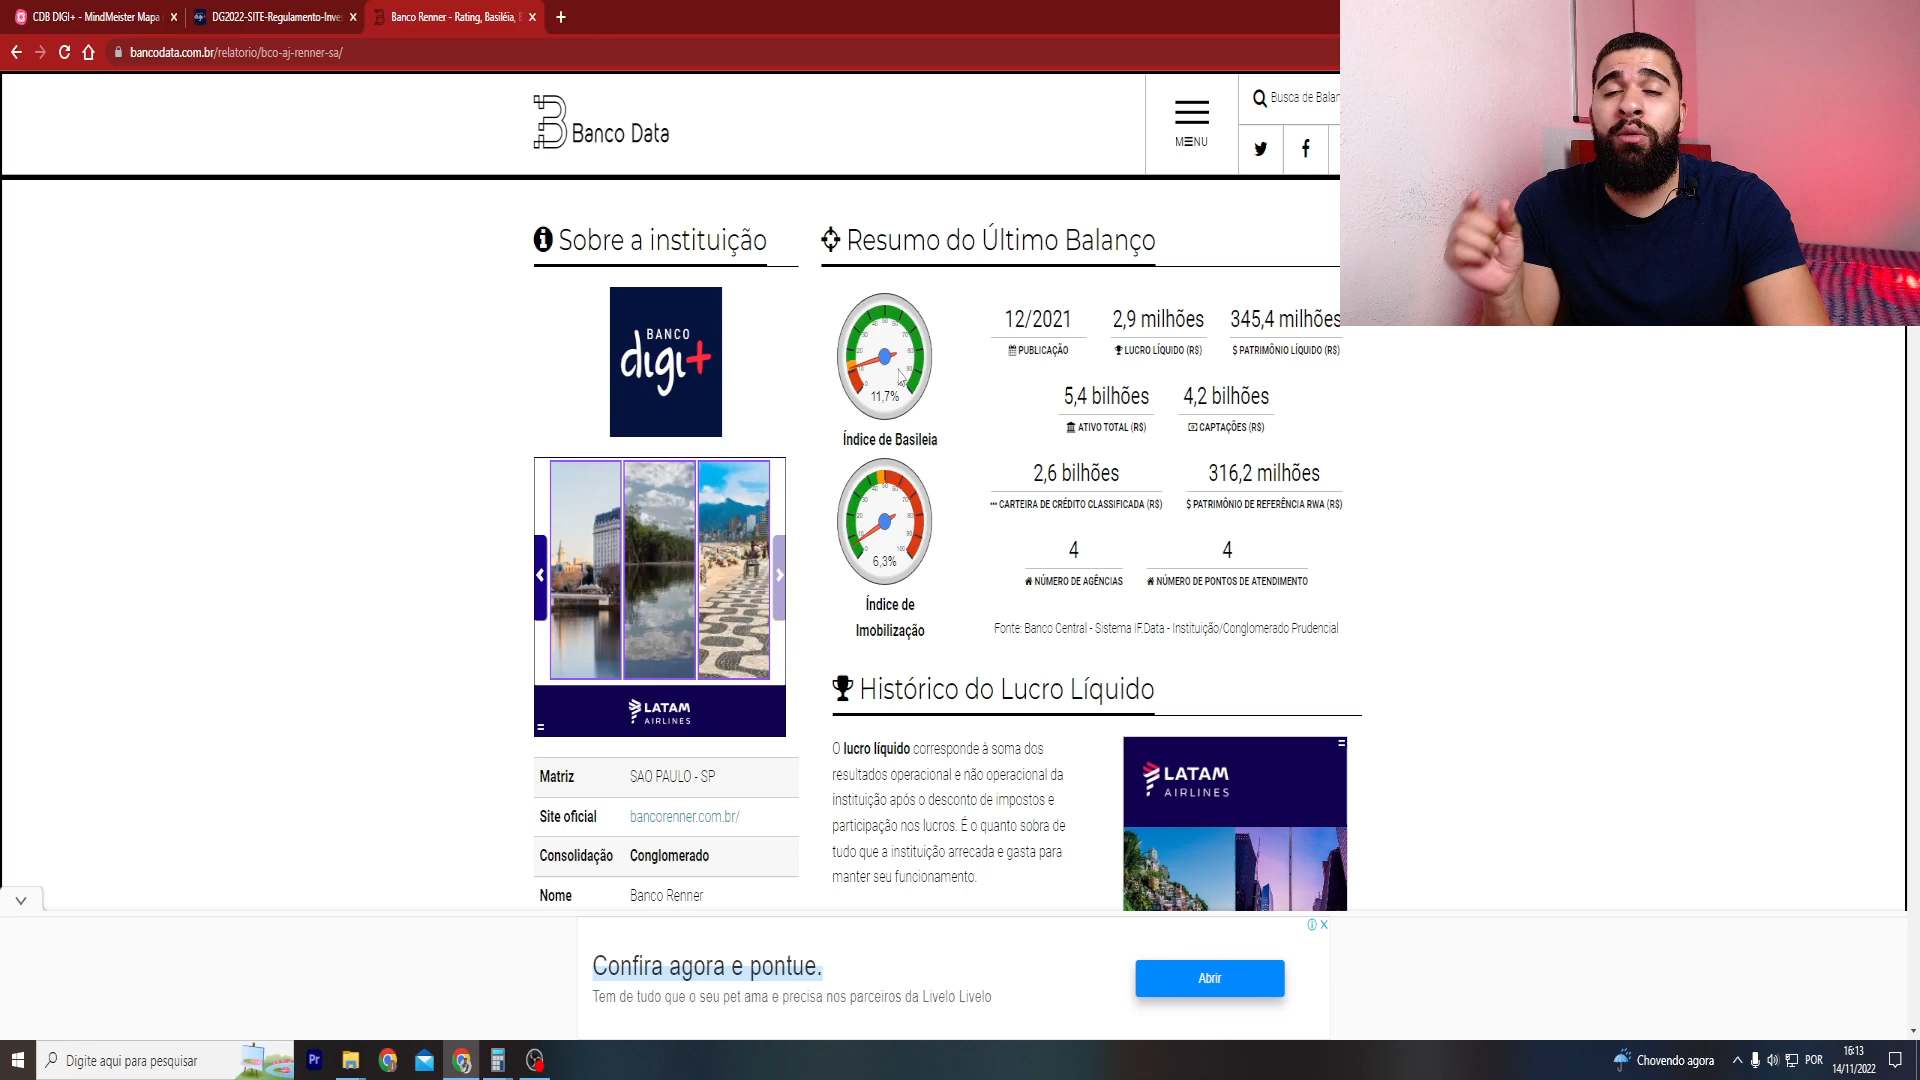 CDB DIGI+ - MindMeister Mapa
DG2022-SITE-Regulamento-Inve
Banco Renner - Rating, Basiléia,
bancodata.com.br/relatorio/bco-aj-renner-sa/
Banco Data
MENU
Busca de Balan
Sobre a instituição
Resumo do Último Balanço
BANCO
digi+
11,7%
Índice de Basileia
6,3%
Índice de
Imobilização
12/2021
PUBLICAÇÃO
2,9 milhões
LUCRO LÍQUIDO (R$)
345,4 milhões
$ PATRIMÔNIO LÍQUIDO (R$)
5,4 bilhões
ATIVO TOTAL (R$)
4,2 bilhões
CAPTAÇÕES (R$)
2,6 bilhões
CARTEIRA DE CRÉDITO CLASSIFICADA (R$)
316,2 milhões
$ PATRIMÔNIO DE REFERÊNCIA RWA (R$)
4
NÚMERO DE AGÊNCIAS
4
NÚMERO DE PONTOS DE ATENDIMENTO
Fonte: Banco Central - Sistema IF.Data - Instituição/Conglomerado Prudencial
LATAM
AIRLINES
Matriz SAO PAULO - SP
Site oficial bancorenner.com.br/
Consolidação Conglomerado
Nome Banco Renner
Histórico do Lucro Líquido
O lucro líquido corresponde à soma dos
resultados operacional e não operacional da
instituição após o desconto de impostos e
participação nos lucros. É o quanto sobra de
tudo que a instituição arrecada e gasta para
manter seu funcionamento.
LATAM
AIRLINES
Confira agora e pontue.
Tem de tudo que o seu pet ama e precisa nos parceiros da Livelo Livelo
Abrir
Digite aqui para pesquisar
Pr
Chovendo agora
POR
16:13
14/11/2022